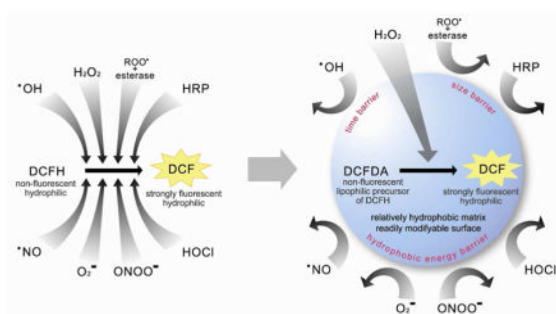 •OH
H₂O₂
ROO•
+
esterase
HRP
DCFH
non-fluorescent
hydrophilic
DCF
strongly fluorescent
hydrophilic
•NO
O₂•⁻
ONOO⁻
HOCl
•OH
H₂O₂
ROO•
+
esterase
HRP
time barrier
size barrier
DCFDA
non-fluorescent
lipophilic precursor
of DCFH
DCF
strongly fluorescent
hydrophilic
relatively hydrophobic matrix
readily modifyable surface
hydrophobic energy barrier
•NO
O₂•⁻
ONOO⁻
HOCl